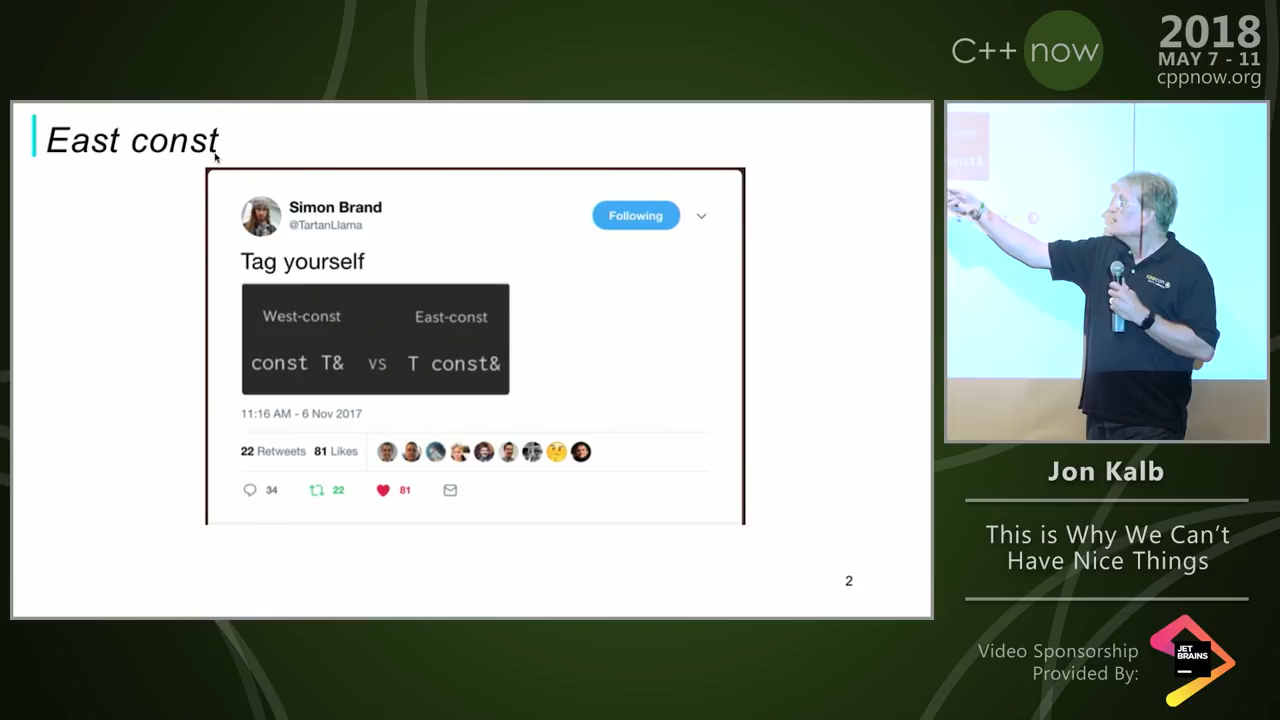 C++ now
2018
MAY 7 - 11
cppnow.org
East const
Simon Brand
@TartanLlama
Following
Tag yourself
West-const East-const
const T& vs T const&
11:16 AM - 6 Nov 2017
22 Retweets 81 Likes
34 22 81
2
Jon Kalb
This is Why We Can't
Have Nice Things
Video Sponsorship
Provided By:
JET
BRAINS